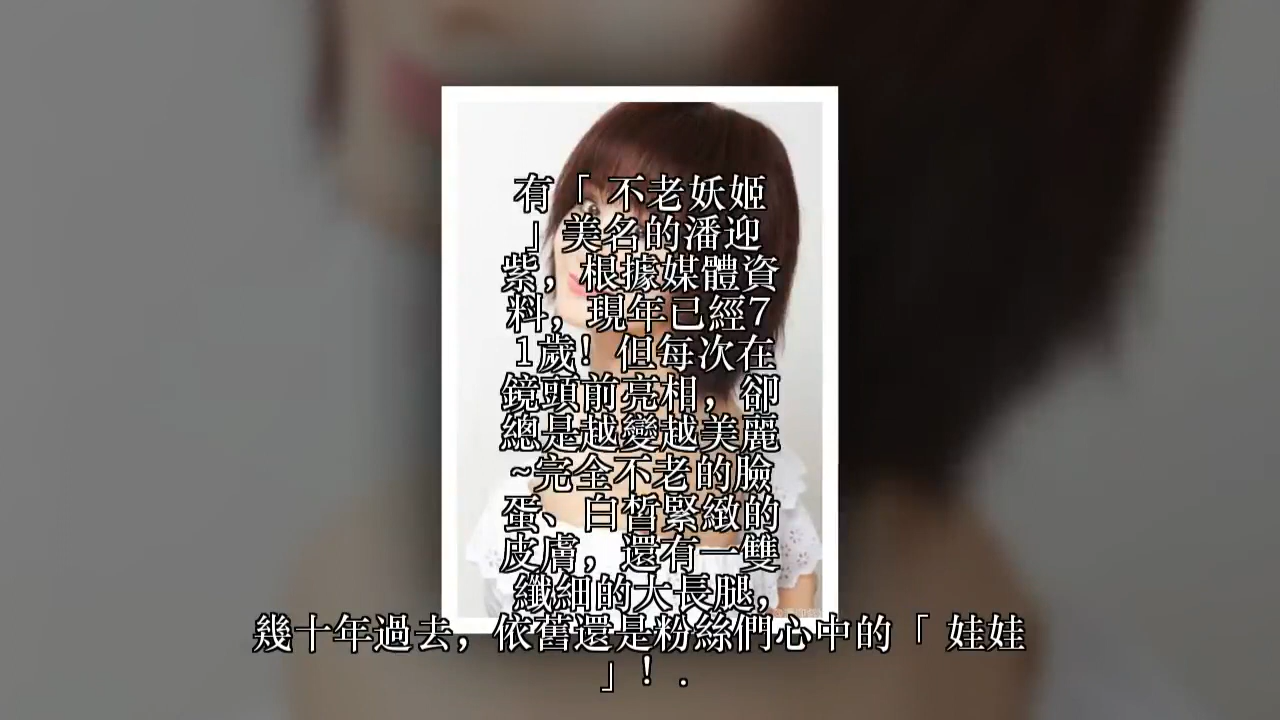 有「 不老妖姬
」美名的潘迎
紫，根據媒體資
料，現年已經7
1歲！但每次在
鏡頭前亮相，卻
總是越變越美麗
~完全不老的臉
蛋、白皙緊緻的
皮膚，還有一雙
纖細的大長腿，
幾十年過去，依舊還是粉絲們心中的「 娃娃
」！.